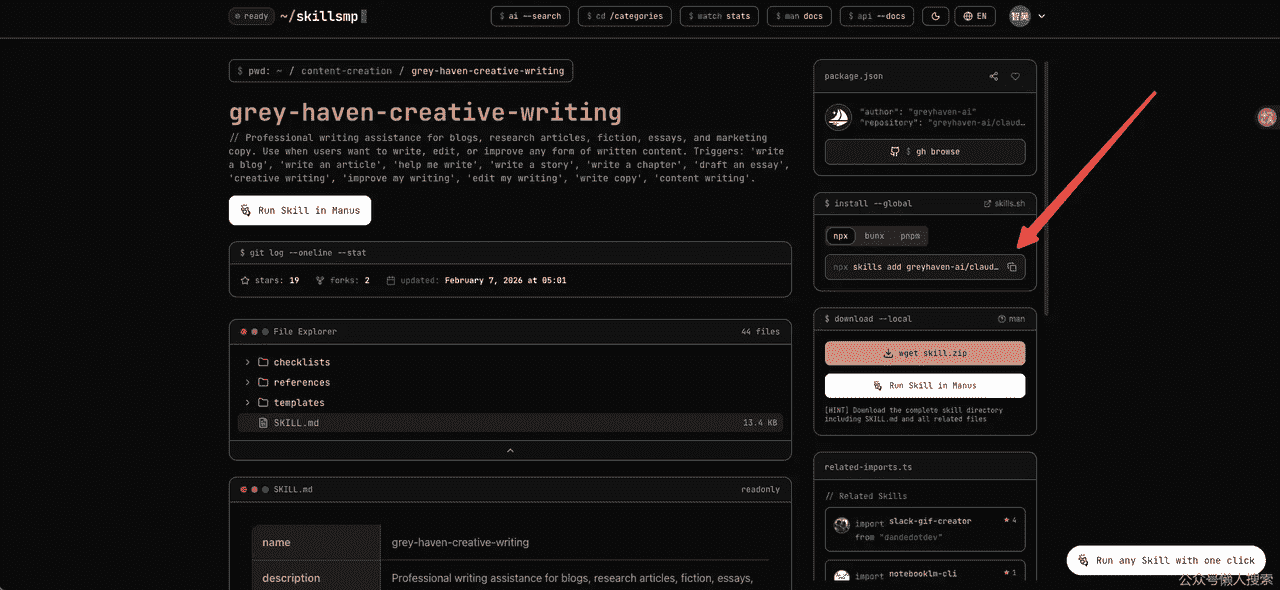 ready ~/skillsmp
$ ai --search
$ cd /categories
$ watch stats
$ man docs
$ api --docs
EN
$ pwd: ~ / content-creation / grey-haven-creative-writing
grey-haven-creative-writing
// Professional writing assistance for blogs, research articles, fiction, essays, and marketing
copy. Use when users want to write, edit, or improve any form of written content. Triggers: 'write
a blog', 'write an article', 'help me write', 'write a story', 'write a chapter', 'draft an essay',
'creative writing', 'improve my writing', 'edit my writing', 'write copy', 'content writing'.
Run Skill in Manus
$ git log --oneline --stat
stars: 19 forks: 2 updated: February 7, 2026 at 05:01
File Explorer 44 files
checklists
references
templates
SKILL.md 13.4 KB
SKILL.md readonly
name grey-haven-creative-writing
description Professional writing assistance for blogs, research articles, fiction, essays,
package.json
"author": "greyhaven-ai"
"repository": "greyhaven-ai/claud…
$ gh browse
$ install --global skills.sh
npx bunx pnpm
npx skills add greyhaven-ai/claud…
$ download --local man
wget skill.zip
Run Skill in Manus
[HINT] Download the complete skill directory
including SKILL.md and all related files
related-imports.ts
// Related Skills
import slack-gif-creator 4
from "dandedotdev"
import notebooklm-cli 1
Run any Skill with one click
公众号懒人搜索